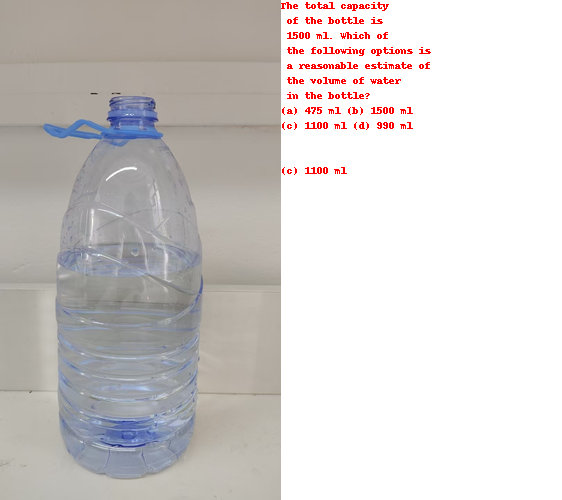 The total capacity
of the bottle is
1500 ml. Which of
the following options is
a reasonable estimate of
the volume of water
in the bottle?
(a) 475 ml (b) 1500 ml
(c) 1100 ml (d) 990 ml
(c) 1100 ml